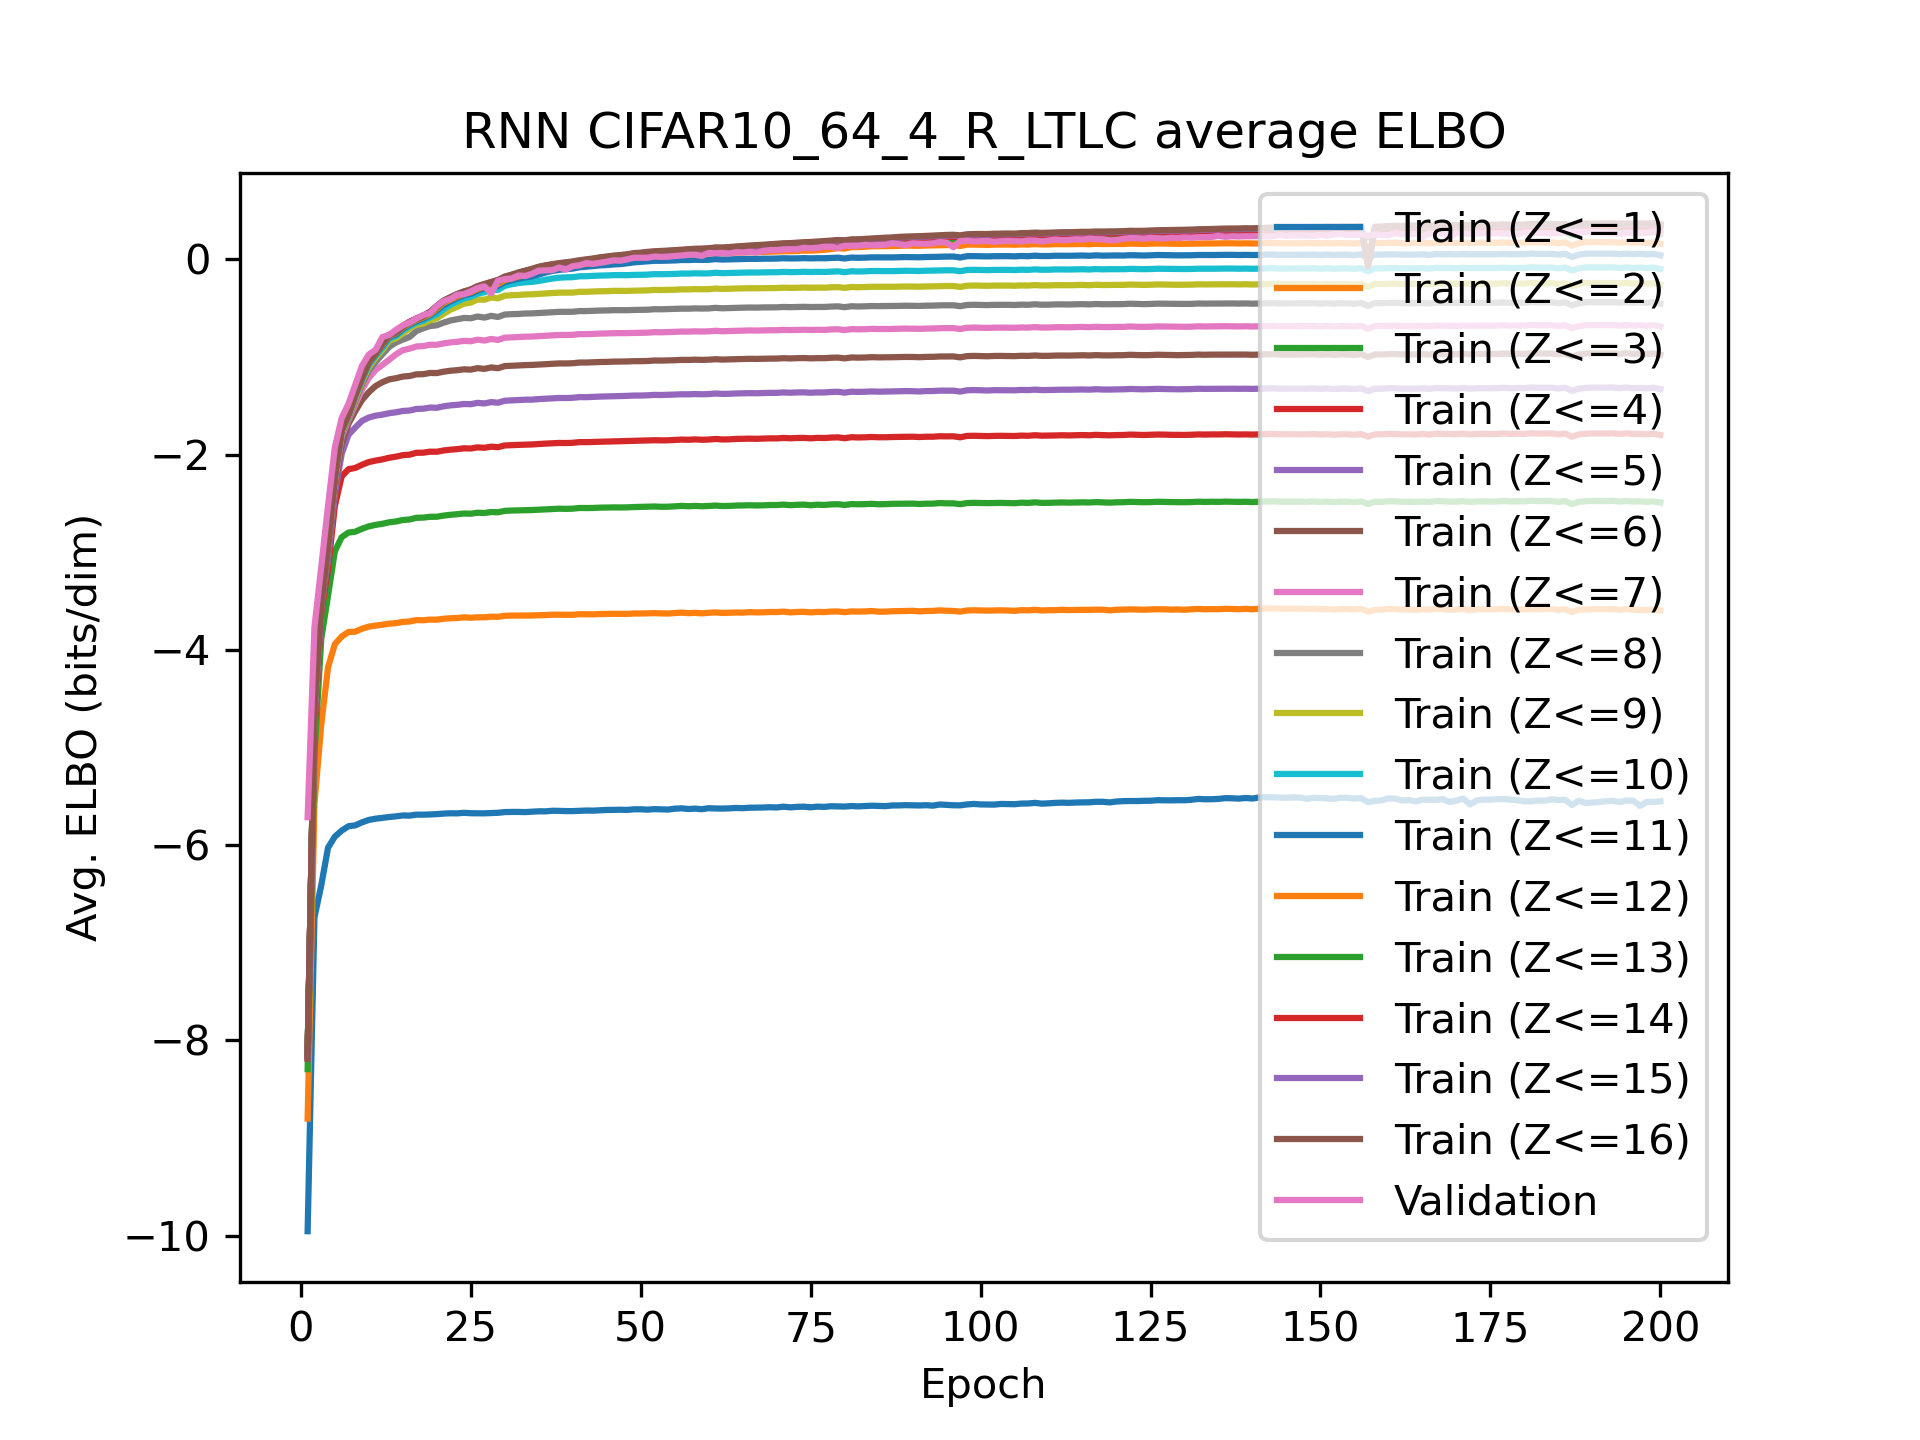 RNN CIFAR10_64_4_R_LTLC average ELBO
Avg. ELBO (bits/dim)
0
−2
−4
−6
−8
−10
Train (Z<=1)
Train (Z<=2)
Train (Z<=3)
Train (Z<=4)
Train (Z<=5)
Train (Z<=6)
Train (Z<=7)
Train (Z<=8)
Train (Z<=9)
Train (Z<=10)
Train (Z<=11)
Train (Z<=12)
Train (Z<=13)
Train (Z<=14)
Train (Z<=15)
Train (Z<=16)
Validation
0 25 50 75 100 125 150 175 200
Epoch